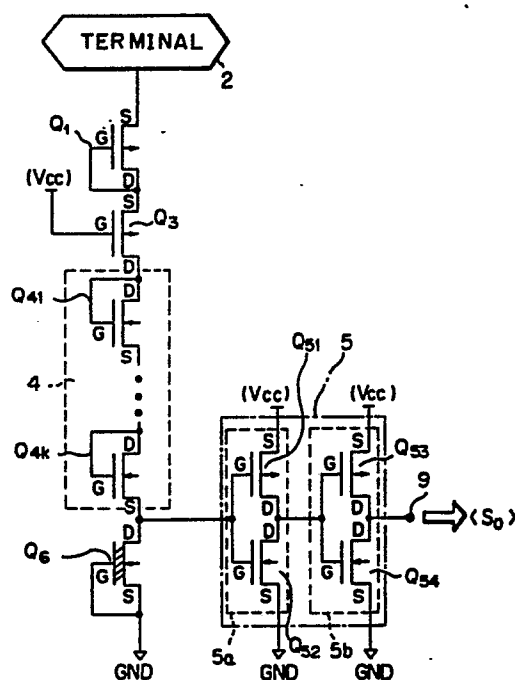 TERMINAL
2
S
Q1
G
D
(Vcc)
S
G
Q3
D
Q41
D
G
S
4
Q4k
D
G
S
Q6
D
G
S
GND
Q51
5
(Vcc)
(Vcc)
S
G
D
S
G
D
Q53
9
(S0)
D
G
S
D
G
S
Q54
5a
Q52
5b
GND
GND